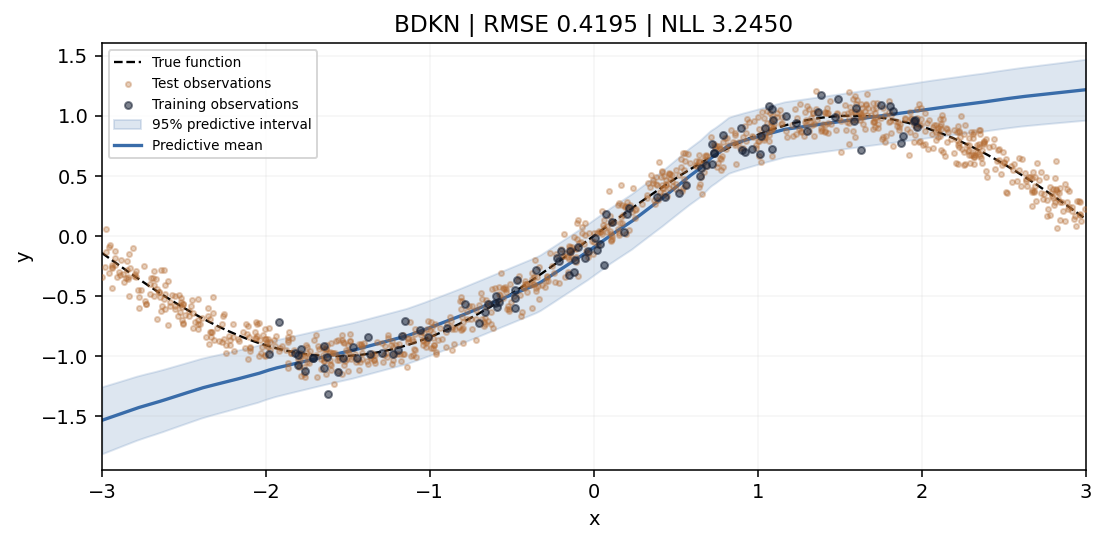 BDKN | RMSE 0.4195 | NLL 3.2450
True function
Test observations
Training observations
95% predictive interval
Predictive mean
1.5
1.0
0.5
0.0
−0.5
−1.0
−1.5
y
−3
−2
−1
0
1
2
3
x